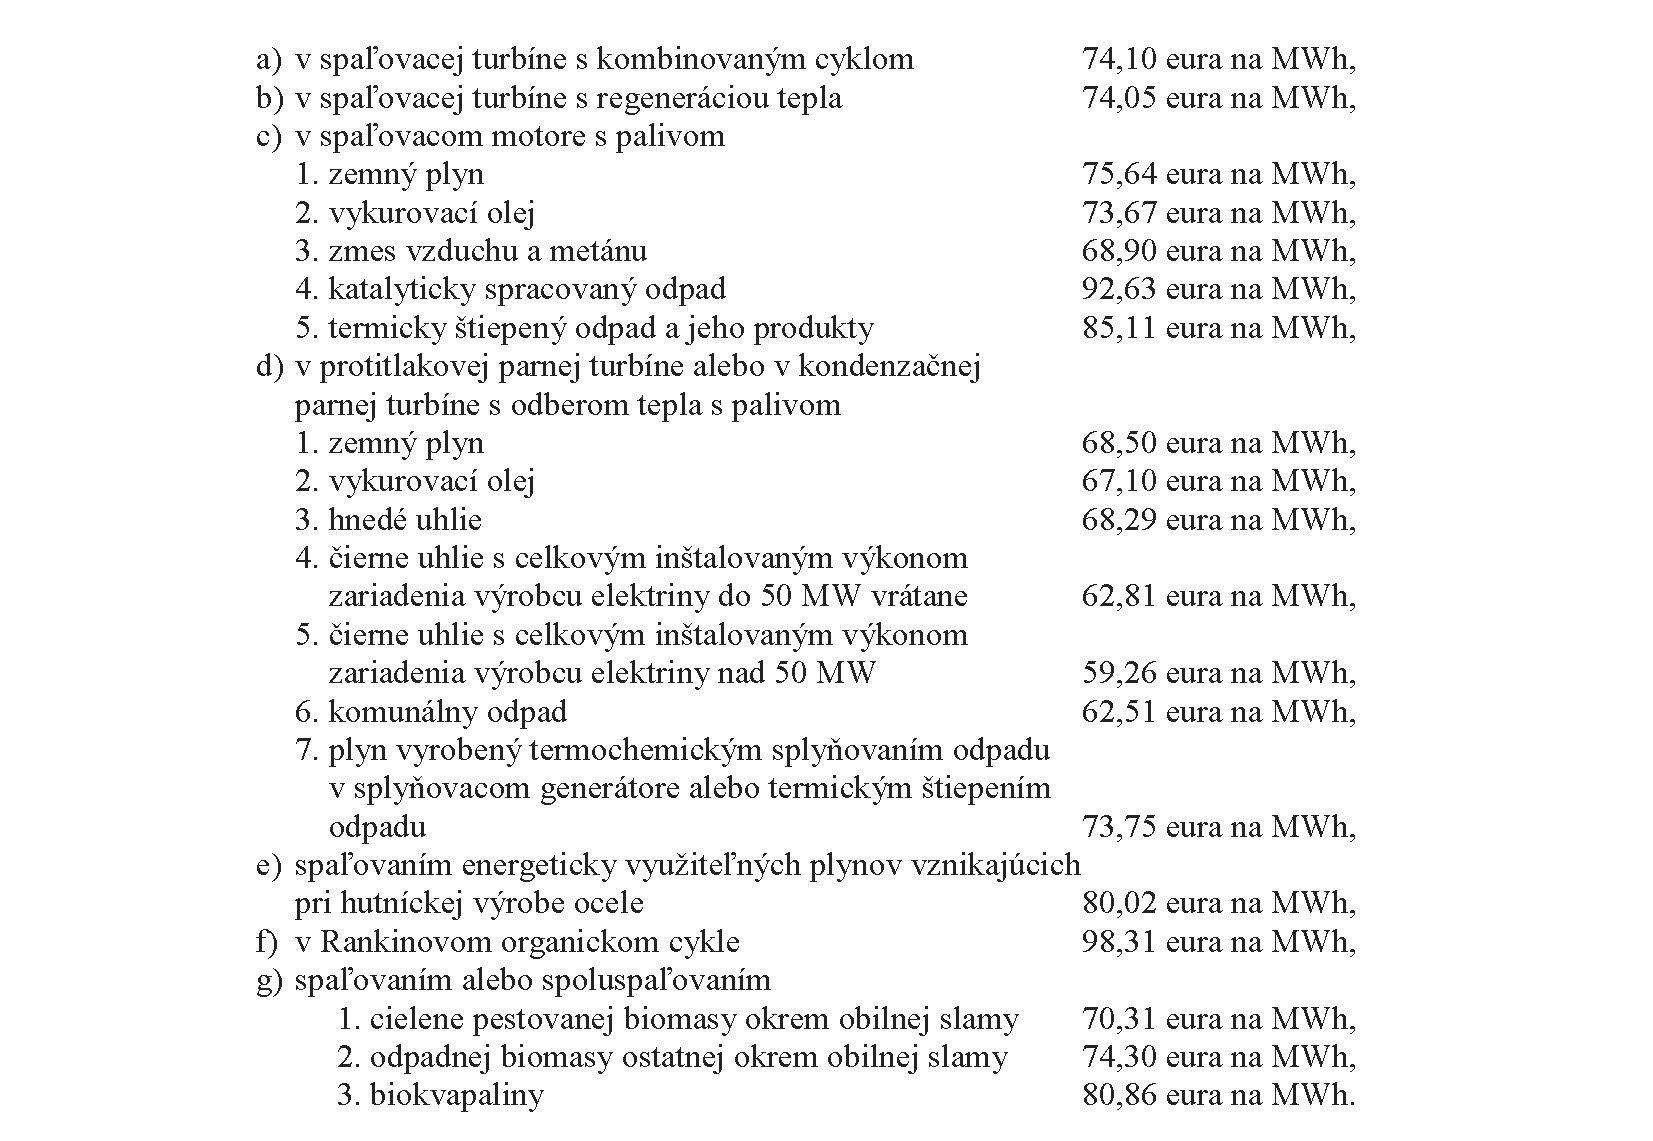 a) v spaľovacej turbíne s kombinovaným cyklom 74,10 eura na MWh,
b) v spaľovacej turbíne s regeneráciou tepla 74,05 eura na MWh,
c) v spaľovacom motore s palivom
1. zemný plyn 75,64 eura na MWh,
2. vykurovací olej 73,67 eura na MWh,
3. zmes vzduchu a metánu 68,90 eura na MWh,
4. katalyticky spracovaný odpad 92,63 eura na MWh,
5. termicky štiepený odpad a jeho produkty 85,11 eura na MWh,
d) v protitlakovej parnej turbíne alebo v kondenzačnej
parnej turbíne s odberom tepla s palivom
1. zemný plyn 68,50 eura na MWh,
2. vykurovací olej 67,10 eura na MWh,
3. hnedé uhlie 68,29 eura na MWh,
4. čierne uhlie s celkovým inštalovaným výkonom
zariadenia výrobcu elektriny do 50 MW vrátane 62,81 eura na MWh,
5. čierne uhlie s celkovým inštalovaným výkonom
zariadenia výrobcu elektriny nad 50 MW 59,26 eura na MWh,
6. komunálny odpad 62,51 eura na MWh,
7. plyn vyrobený termochemickým splyňovaním odpadu
v splyňovacom generátore alebo termickým štiepením
odpadu 73,75 eura na MWh,
e) spaľovaním energeticky využiteľných plynov vznikajúcich
pri hutníckej výrobe ocele 80,02 eura na MWh,
f) v Rankinovom organickom cykle 98,31 eura na MWh,
g) spaľovaním alebo spoluspaľovaním
1. cielene pestovanej biomasy okrem obilnej slamy 70,31 eura na MWh,
2. odpadnej biomasy ostatnej okrem obilnej slamy 74,30 eura na MWh,
3. biokvapaliny 80,86 eura na MWh.